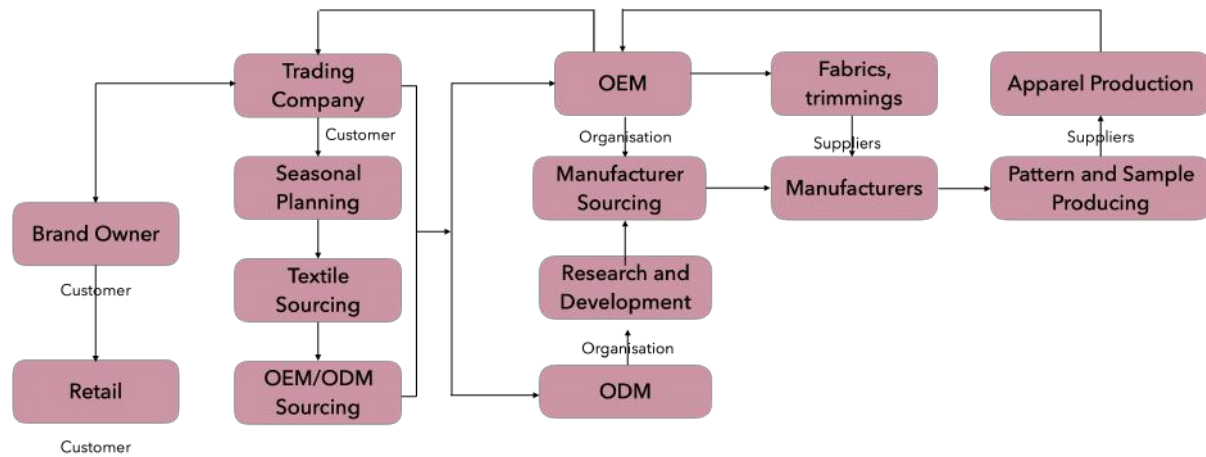 Trading
Company
Customer
Seasonal
Planning
Textile
Sourcing
OEM/ODM
Sourcing
Brand Owner
Customer
Retail
Customer
OEM
Organisation
Manufacturer
Sourcing
Research and
Development
Organisation
ODM
Fabrics,
trimmings
Suppliers
Manufacturers
Apparel Production
Suppliers
Pattern and Sample
Producing